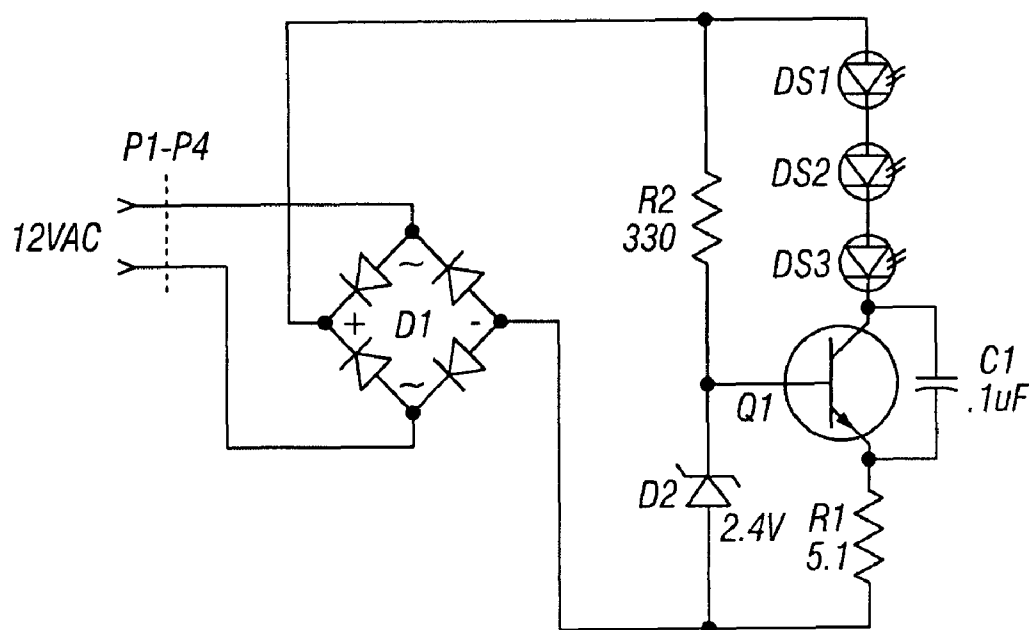 P1-P4
12VAC
~
+ D1 -
~
R2
330
DS1
DS2
DS3
Q1
C1
.1uF
D2
2.4V
R1
5.1